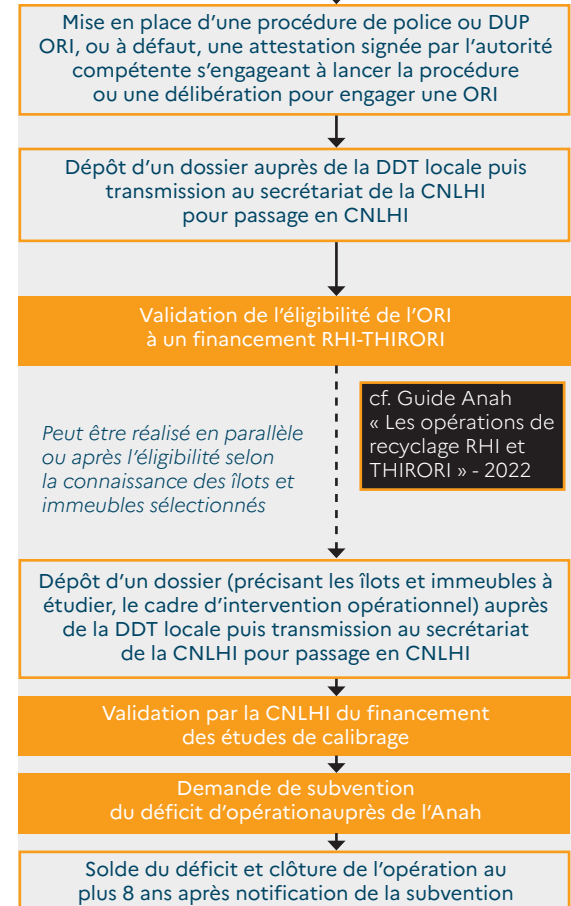 Mise en place d'une procédure de police ou DUP
ORI, ou à défaut, une attestation signée par l'autorité
compétente s'engageant à lancer la procédure
ou une délibération pour engager une ORI
Dépôt d'un dossier auprès de la DDT locale puis
transmission au secrétariat de la CNLHI
pour passage en CNLHI
Validation de l'éligibilité de l'ORI
à un financement RHI-THIRORI
Peut être réalisé en parallèle
ou après l'éligibilité selon
la connaissance des îlots et
immeubles sélectionnés
cf. Guide Anah
« Les opérations de
recyclage RHI et
THIRORI » - 2022
Dépôt d'un dossier (précisant les îlots et immeubles à
étudier, le cadre d'intervention opérationnel) auprès
de la DDT locale puis transmission au secrétariat
de la CNLHI pour passage en CNLHI
Validation par la CNLHI du financement
des études de calibrage
Demande de subvention
du déficit d'opérationauprès de l'Anah
Solde du déficit et clôture de l'opération au
plus 8 ans après notification de la subvention